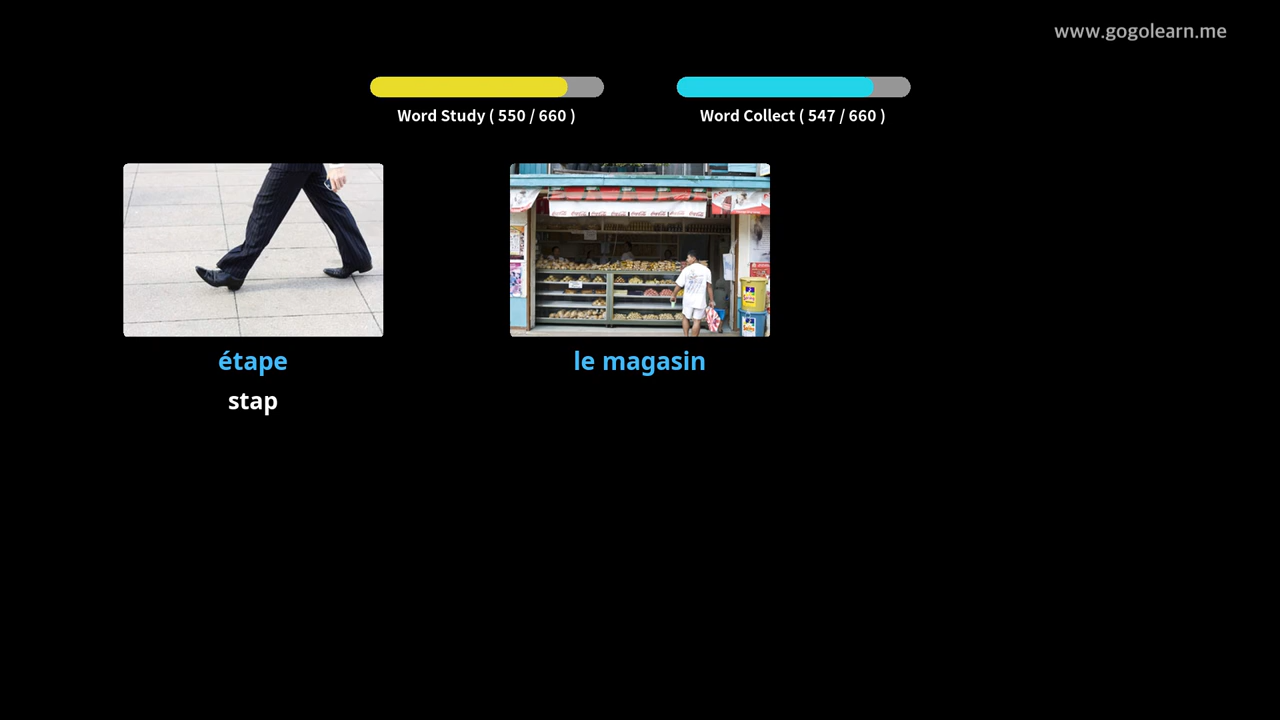 www.gogolearn.me
Word Study ( 550 / 660 )
Word Collect ( 547 / 660 )
étape
le magasin
stap